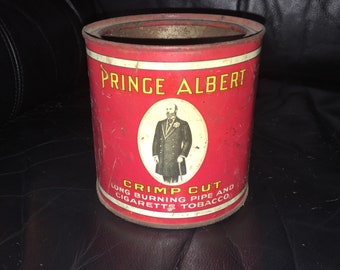 PRINCE ALBERT
CRIMP CUT
LONG BURNING PIPE AND
CIGARETTE TOBACCO